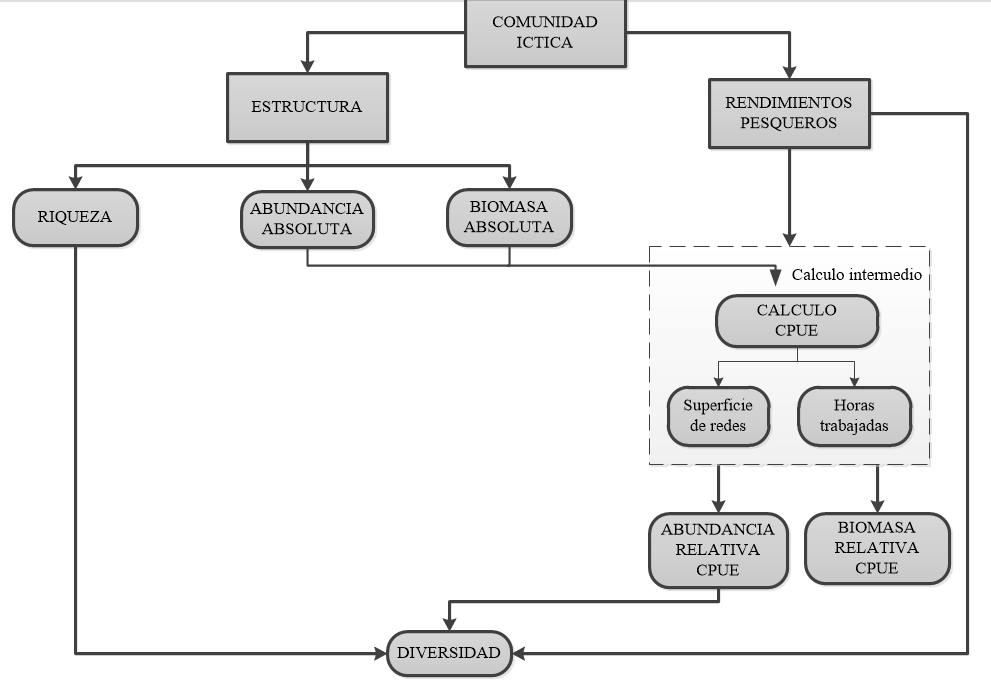 COMUNIDAD
ICTICA
ESTRUCTURA
RENDIMIENTOS
PESQUEROS
RIQUEZA
ABUNDANCIA
ABSOLUTA
BIOMASA
ABSOLUTA
Calculo intermedio
CALCULO
CPUE
Superficie
de redes
Horas
trabajadas
ABUNDANCIA
RELATIVA
CPUE
BIOMASA
RELATIVA
CPUE
DIVERSIDAD